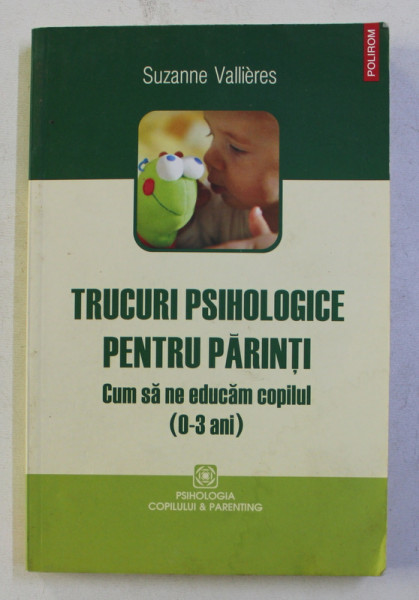 POLIROM
Suzanne Vallières
TRUCURI PSIHOLOGICE
PENTRU PĂRINȚI
Cum să ne educăm copilul
(0-3 ani)
PSIHOLOGIA
COPILULUI & PARENTING